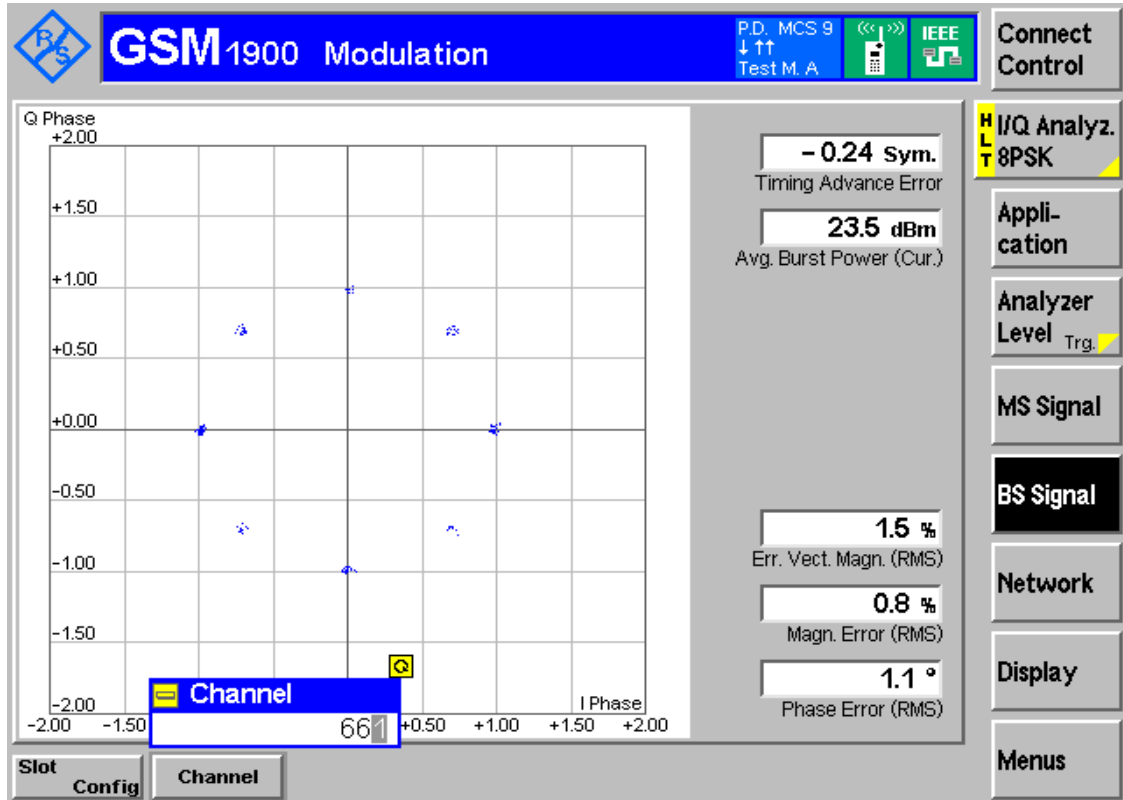 R&S
GSM 1900 Modulation
P.D. MCS 9
↓ ↑↑
Test M. A
IEEE
Connect
Control
Q Phase
+2.00
+1.50
+1.00
+0.50
+0.00
-0.50
-1.00
-1.50
-2.00
I Phase
-2.00 -1.50 +0.50 +1.00 +1.50 +2.00
Q
Channel
661
- 0.24 Sym.
Timing Advance Error
23.5 dBm
Avg. Burst Power (Cur.)
1.5 %
Err. Vect. Magn. (RMS)
0.8 %
Magn. Error (RMS)
1.1 °
Phase Error (RMS)
HLT
I/Q Analyz.
8PSK
Appli-
cation
Analyzer
Level Trg.
MS Signal
BS Signal
Network
Display
Menus
Slot
Config
Channel